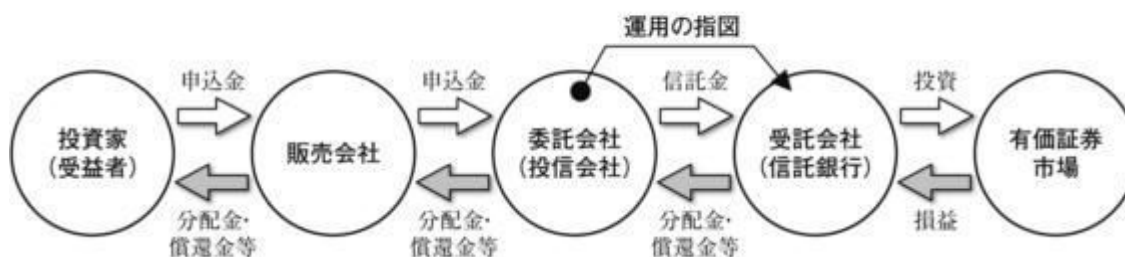 運用の指図
申込金
申込金
信託金
投資
投資家
(受益者)
販売会社
委託会社
(投信会社)
受託会社
(信託銀行)
有価証券
市場
分配金・
償還金等
分配金・
償還金等
分配金・
償還金等
損益